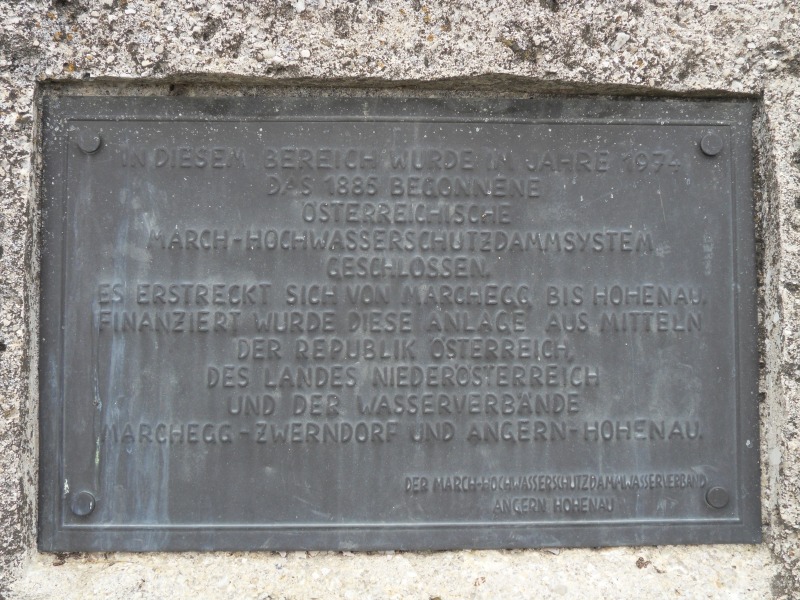 IN DIESEM BEREICH WURDE IM JAHRE 1974
DAS 1885 BEGONNENE
ÖSTERREICHISCHE
MARCH-HOCHWASSERSCHUTZDAMMSYSTEM
GESCHLOSSEN.
ES ERSTRECKT SICH VON MARCHEGG BIS HOHENAU.
FINANZIERT WURDE DIESE ANLAGE AUS MITTELN
DER REPUBLIK ÖSTERREICH,
DES LANDES NIEDERÖSTERREICH
UND DER WASSERVERBÄNDE
MARCHEGG-ZWERNDORF UND ANGERN-HOHENAU.
DER MARCH-HOCHWASSERSCHUTZDAMMWASSERVERBAND
ANGERN HOHENAU